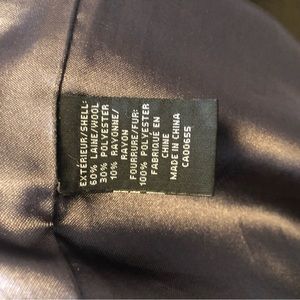 EXTÉRIEUR/SHELL:
60% LAINE/WOOL
30% POLYESTER
10% RAYONNE/
RAYON
FOURRURE/FUR:
100% POLYESTER
FABRIQUÉ EN
CHINE
MADE IN CHINA
CA00655